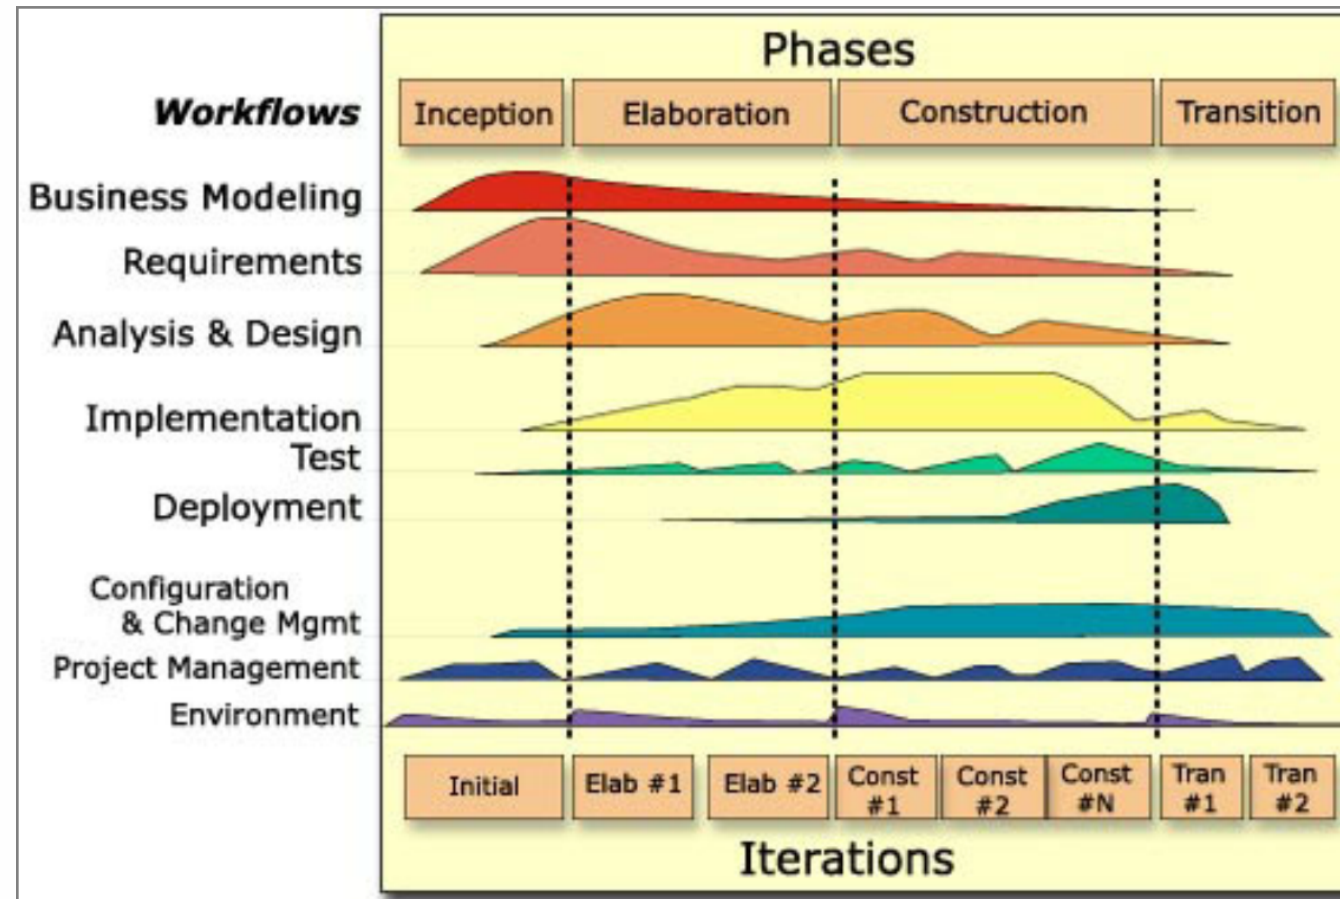 Phases
Workflows
Inception
Elaboration
Construction
Transition
Business Modeling
Requirements
Analysis & Design
Implementation
Test
Deployment
Configuration
& Change Mgmt
Project Management
Environment
Initial
Elab #1
Elab #2
Const
#1
Const
#2
Const
#N
Tran
#1
Tran
#2
Iterations